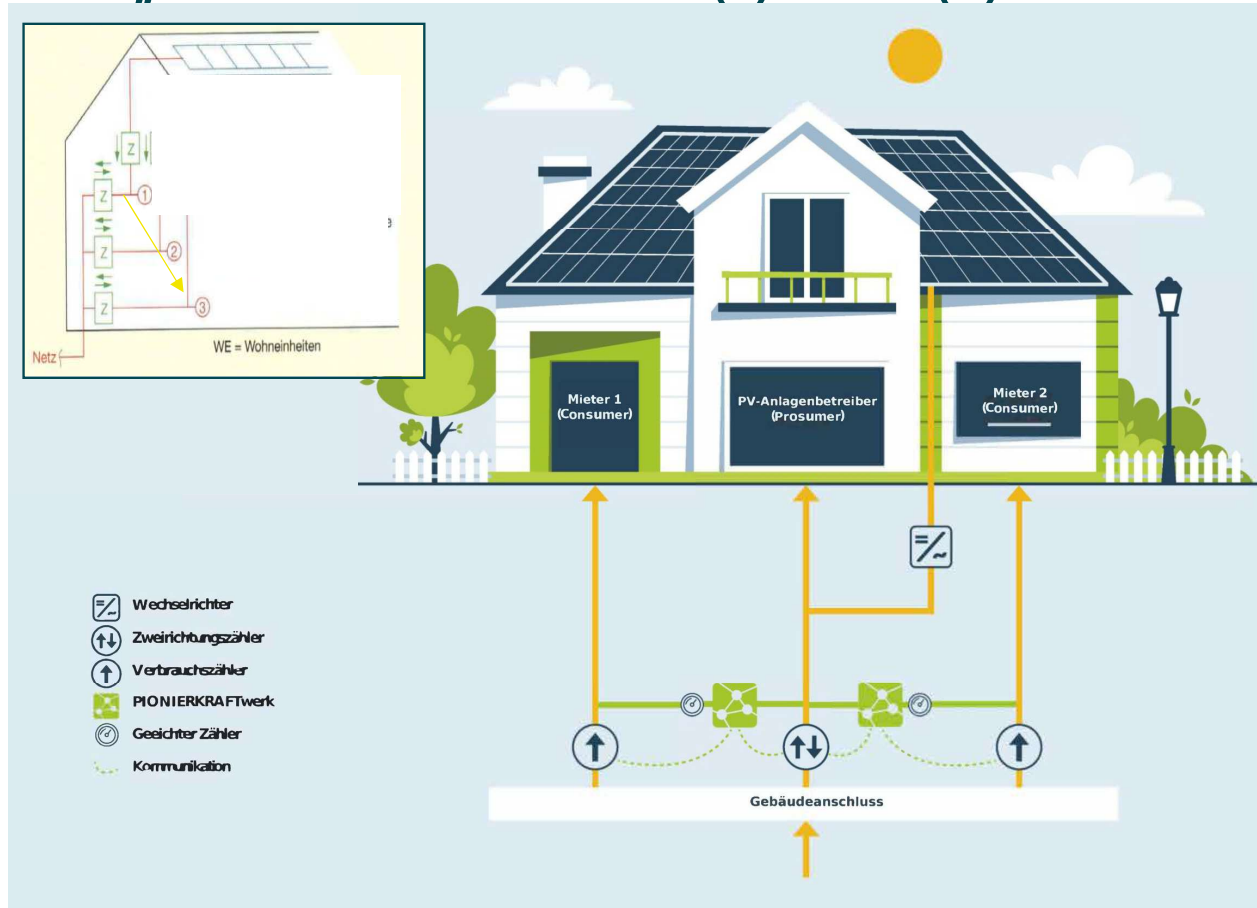 Z
Z
①
Z
②
Z
③
Netz
WE = Wohneinheiten
Mieter 1
(Consumer)
PV-Anlagenbetreiber
(Prosumer)
Mieter 2
(Consumer)
Wechselrichter
Zweirichtungszähler
Verbrauchszähler
PIONIERKRAFTwerk
Geeichter Zähler
Kommunikation
Gebäudeanschluss